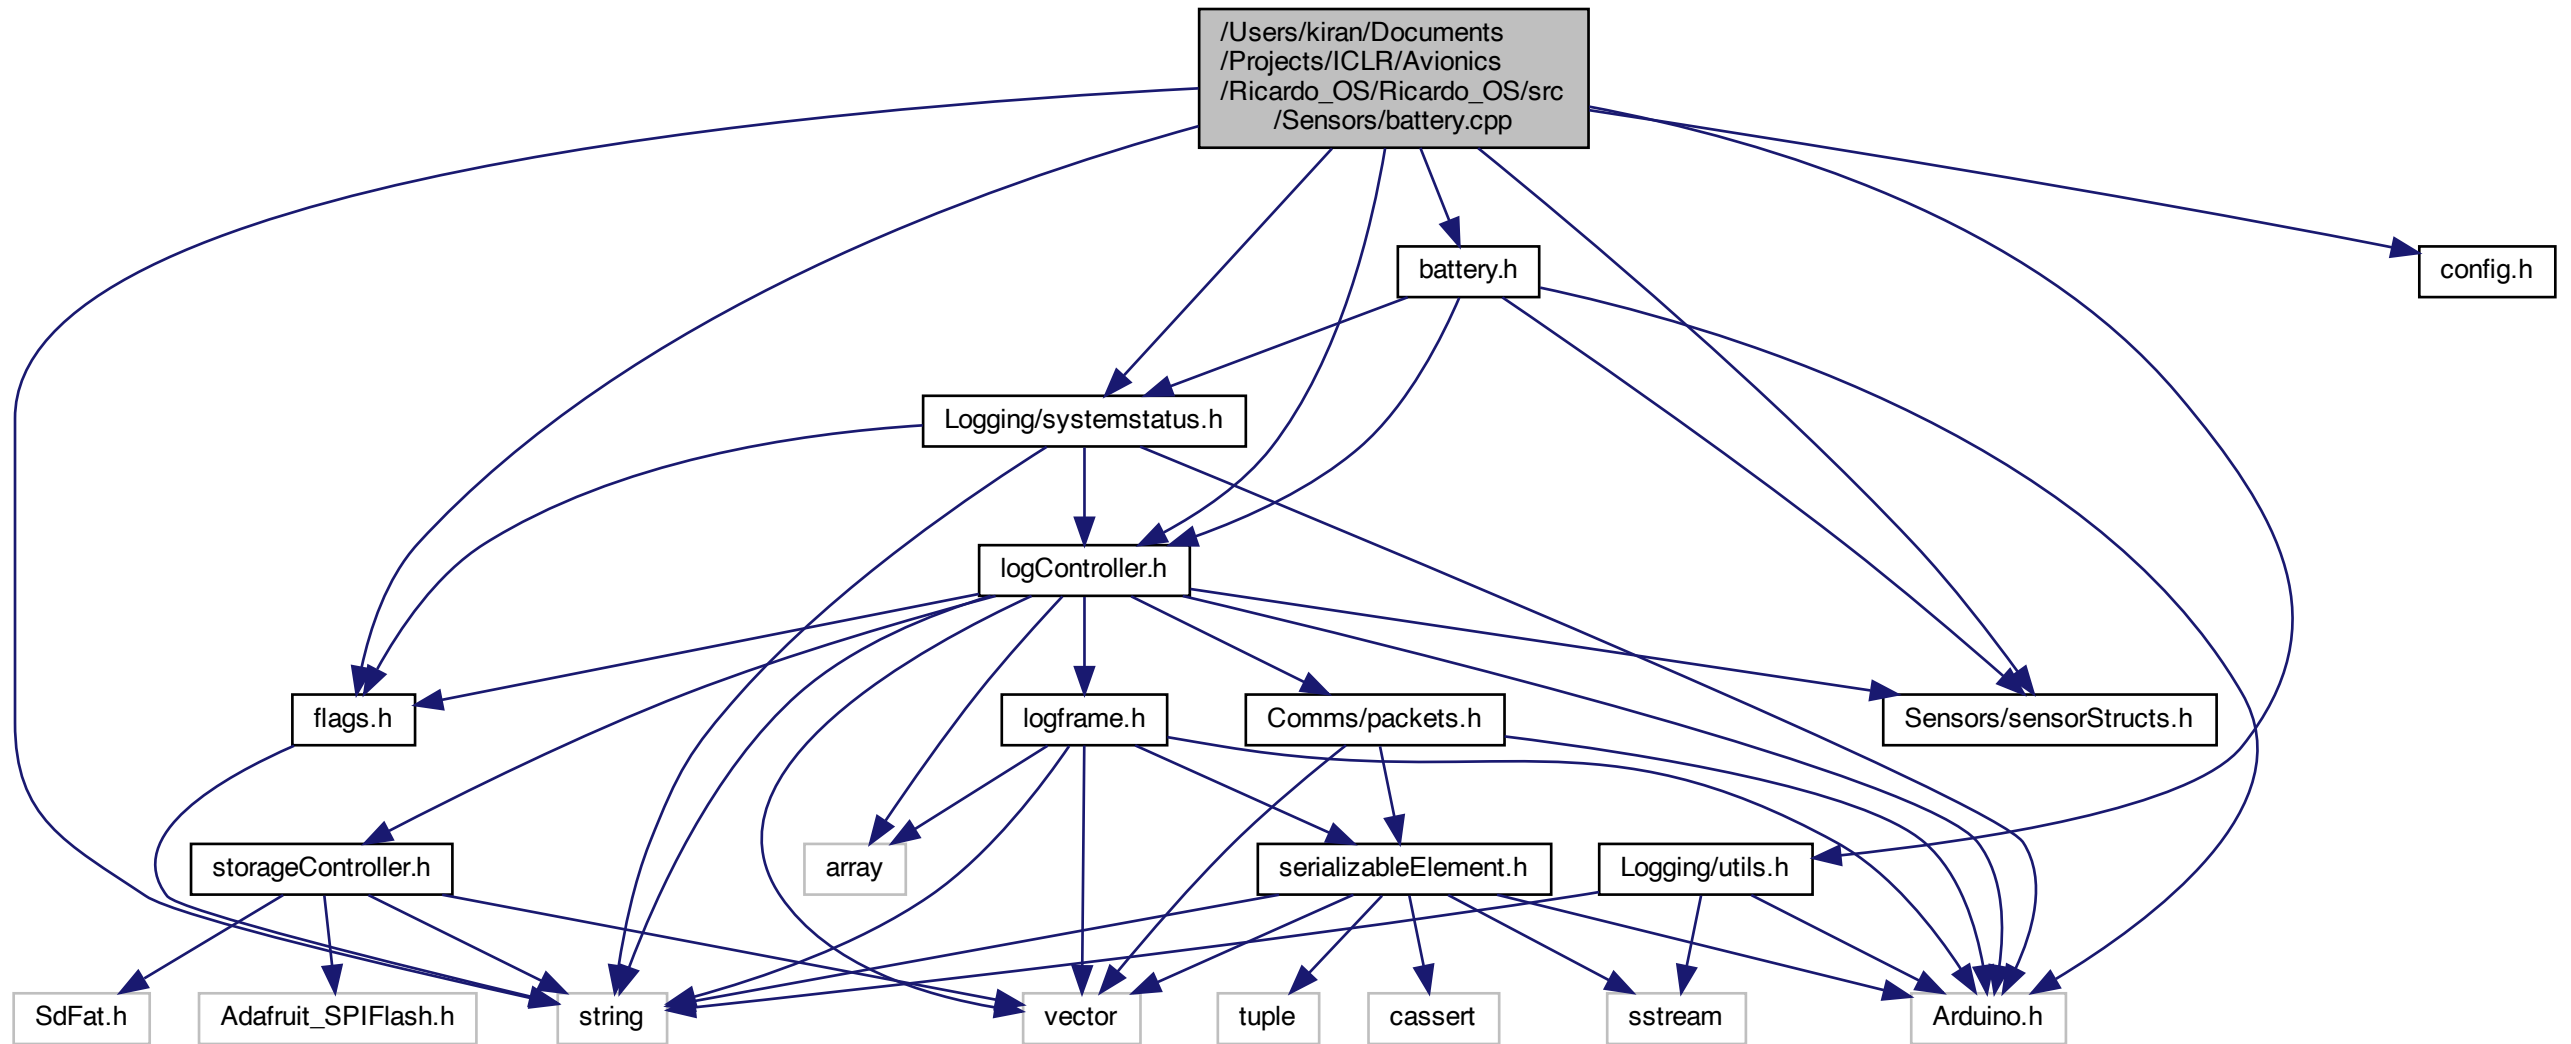 /Users/kiran/Documents
/Projects/ICLR/Avionics
/Ricardo_OS/Ricardo_OS/src
/Sensors/battery.cpp
battery.h
config.h
Logging/systemstatus.h
logController.h
flags.h
logframe.h
Comms/packets.h
Sensors/sensorStructs.h
storageController.h
array
serializableElement.h
Logging/utils.h
SdFat.h
Adafruit_SPIFlash.h
string
vector
tuple
cassert
sstream
Arduino.h